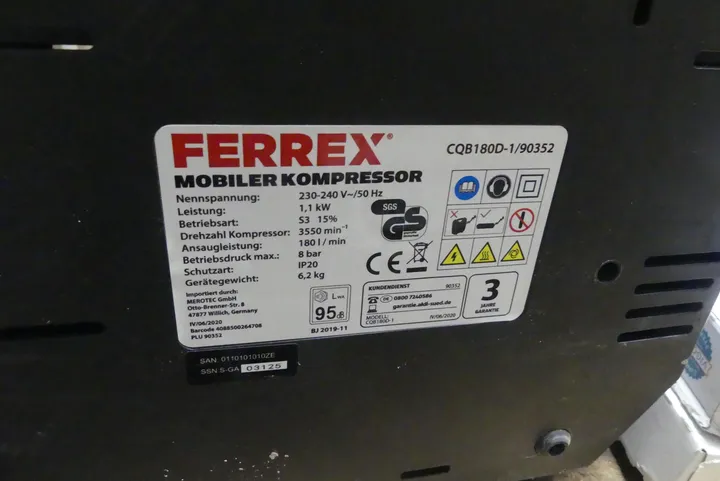 FERREX®
CQB180D-1/90352
MOBILER KOMPRESSOR
Nennspannung: 230-240 V~/50 Hz
Leistung: 1,1 kW
Betriebsart: S3 15%
Drehzahl Kompressor: 3550 min⁻¹
Ansaugleistung: 180 l / min
Betriebsdruck max.: 8 bar
Schutzart: IP20
Gerätegewicht: 6,2 kg
SGS
GS
CE
Importiert durch:
MEROTEC GmbH
Otto-Brenner-Str. 8
47877 Willich, Germany
IV/06/2020
Barcode 4088500264708
PLU 90352
LWA
95dB
BJ 2019-11
KUNDENDIENST 90352
DE 0800 7240586
garantie.aldi-sued.de
MODELL: CQB180D-1 IV/06/2020
3
JAHRE
GARANTIE
SAN: 0110101010ZE
SSN:S-GA 03125